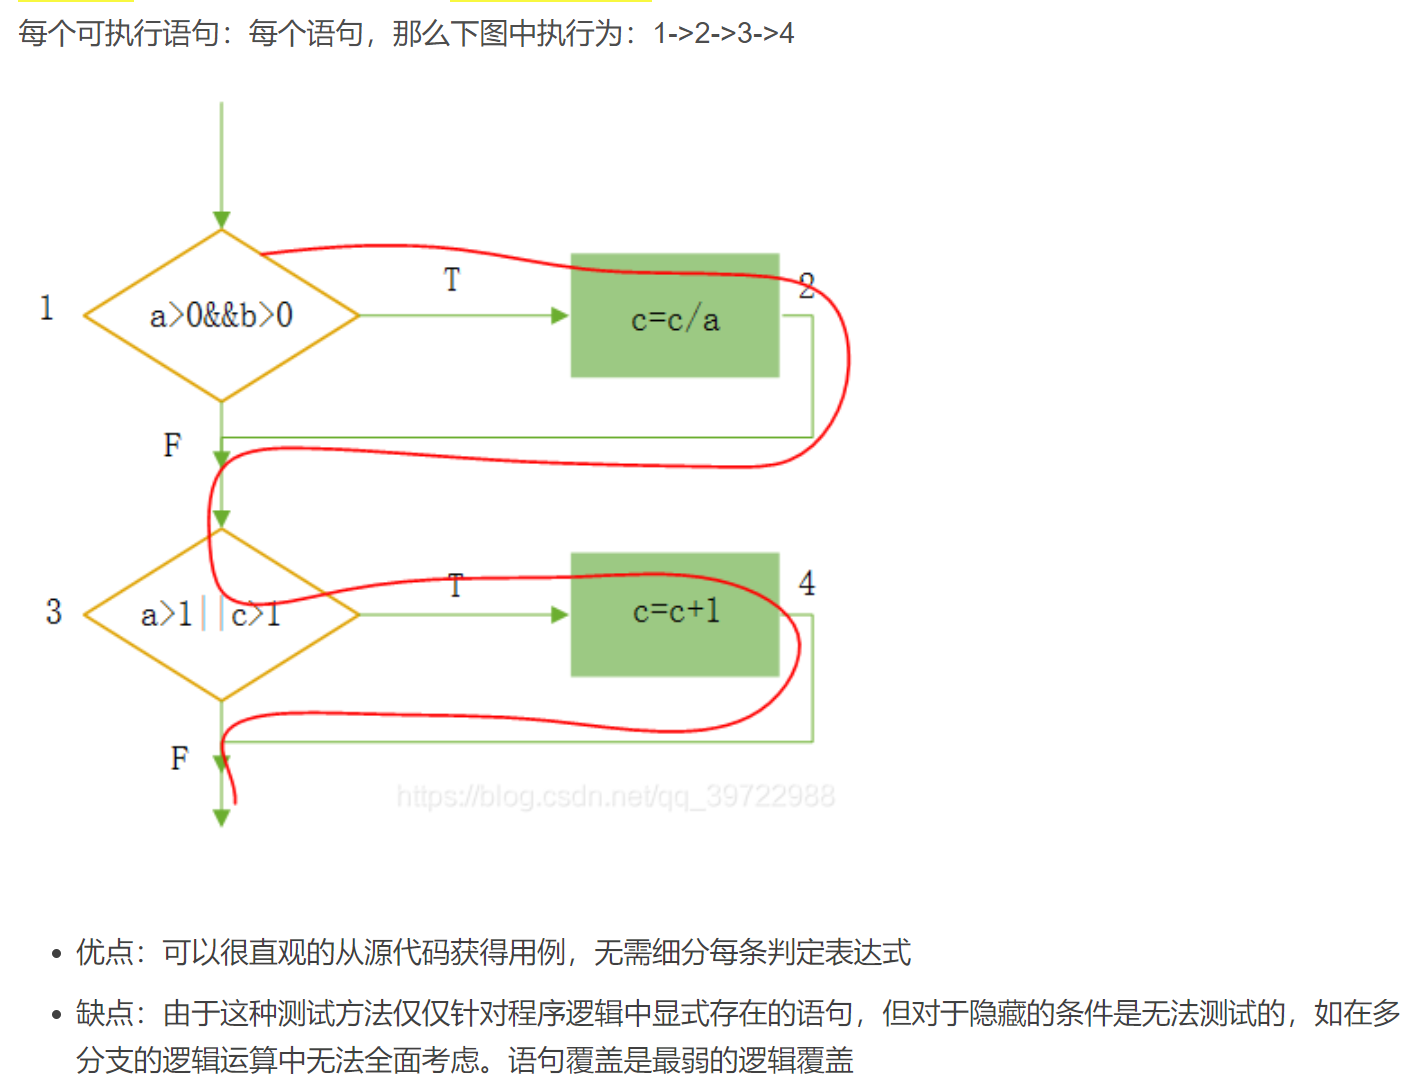 每个可执行语句：每个语句，那么下图中执行为：1->2->3->4
T
2
1
a>0&&b>0
c=c/a
F
T
4
3
a>1||c>1
c=c+1
F
https://blog.csdn.net/qq_39722988
优点：可以很直观的从源代码获得用例，无需细分每条判定表达式
缺点：由于这种测试方法仅仅针对程序逻辑中显式存在的语句，但对于隐藏的条件是无法测试的，如在多
分支的逻辑运算中无法全面考虑。语句覆盖是最弱的逻辑覆盖